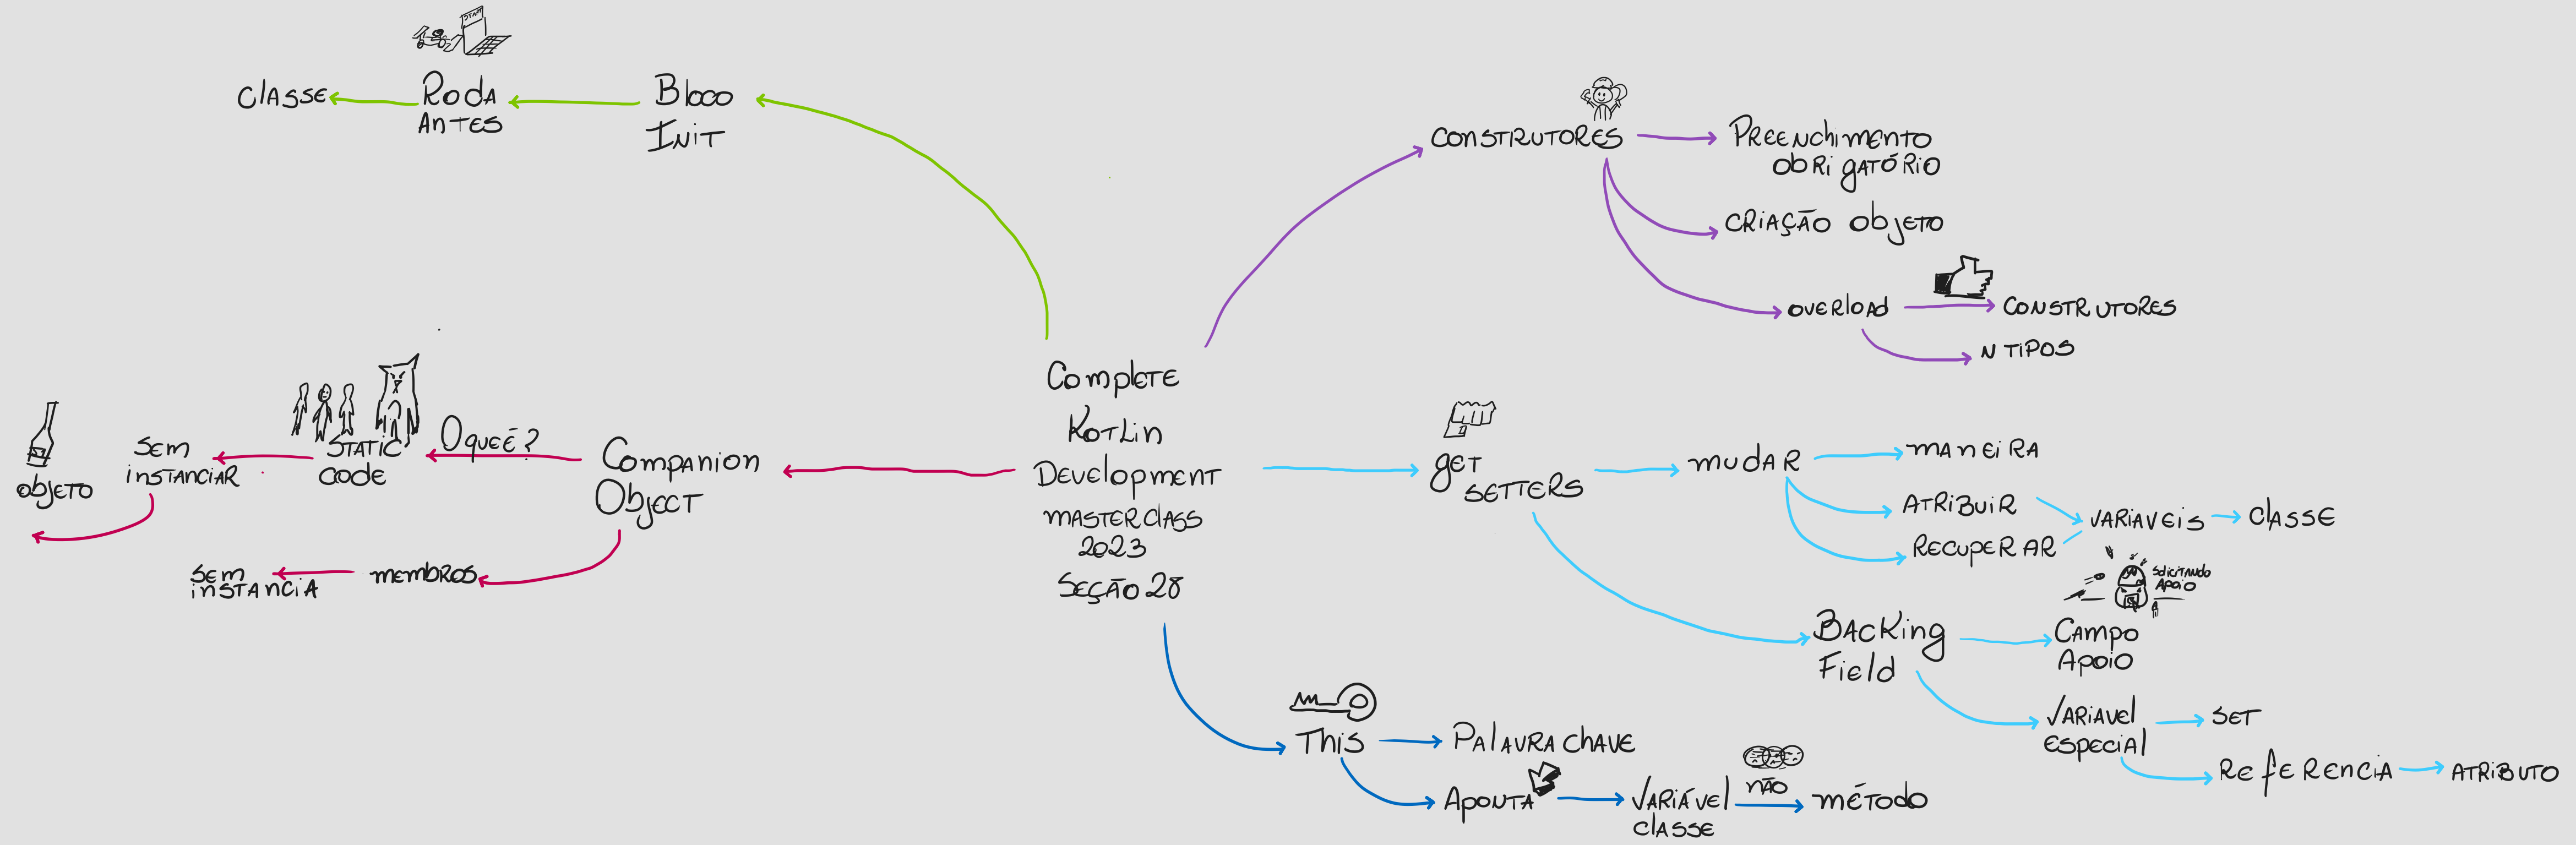 START
Classe
Roda
Antes
Bloco
Init
Construtores
Preenchimento
obrigatório
Criação objeto
Overload
Construtores
N tipos
Complete
Kotlin
Development
Masterclass
2023
Seção 28
Companion
Object
O que é?
Static
code
Sem
instanciar
objeto
membros
Sem
instancia
get
setters
mudar
maneira
Atribuir
Recuperar
Variaveis
Classe
Solicitando
Apoio
Backing
Field
Campo
Apoio
Variavel
especial
Set
Referencia
Atributo
This
Palavra chave
Aponta
Variável
classe
não
método